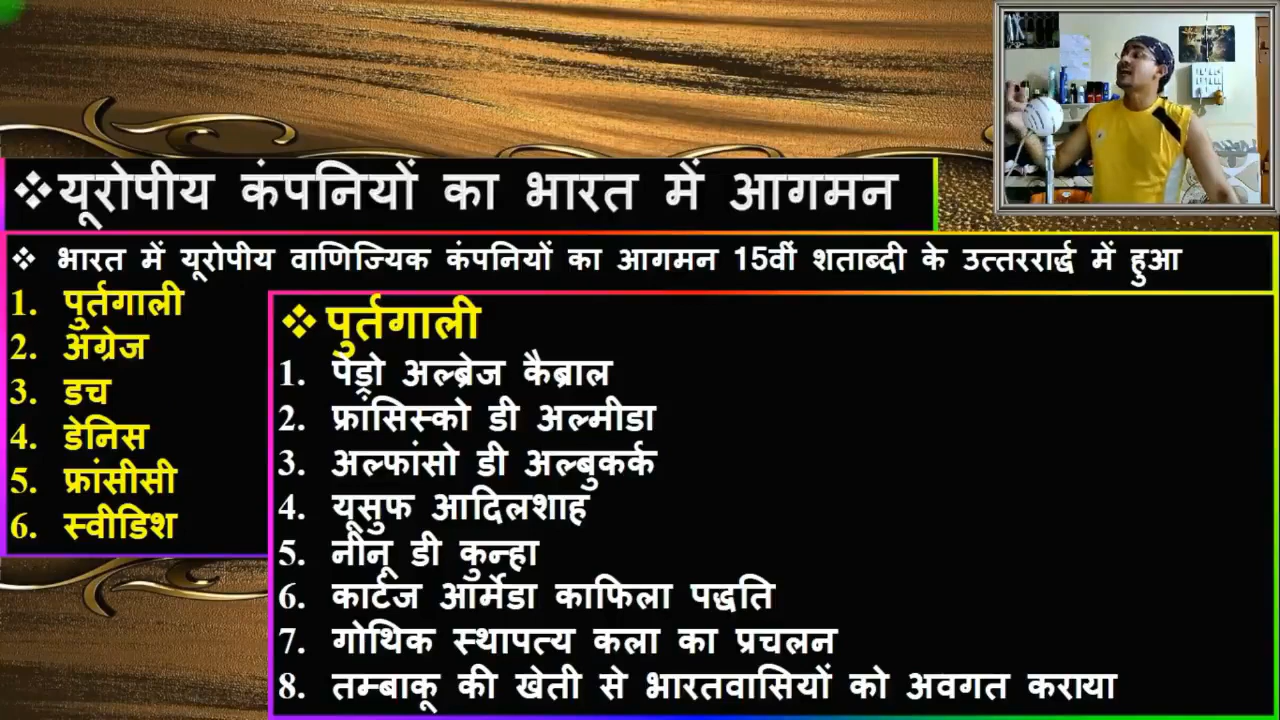 ❖यूरोपीय कंपनियों का भारत में आगमन
❖ भारत में यूरोपीय वाणिज्यिक कंपनियों का आगमन 15वीं शताब्दी के उत्तररार्द्ध में हुआ
1. पुर्तगाली
2. अंग्रेज
3. डच
4. डेनिस
5. फ्रांसीसी
6. स्वीडिश
❖ पुर्तगाली
1. पेड्रो अल्ब्रेज कैब्राल
2. फ्रांसिस्को डी अल्मीडा
3. अल्फांसो डी अल्बुकर्क
4. यूसुफ आदिलशाह
5. नीनू डी कुन्हा
6. कार्टज आर्मेडा काफिला पद्धति
7. गोथिक स्थापत्य कला का प्रचलन
8. तम्बाकू की खेती से भारतवासियों को अवगत कराया